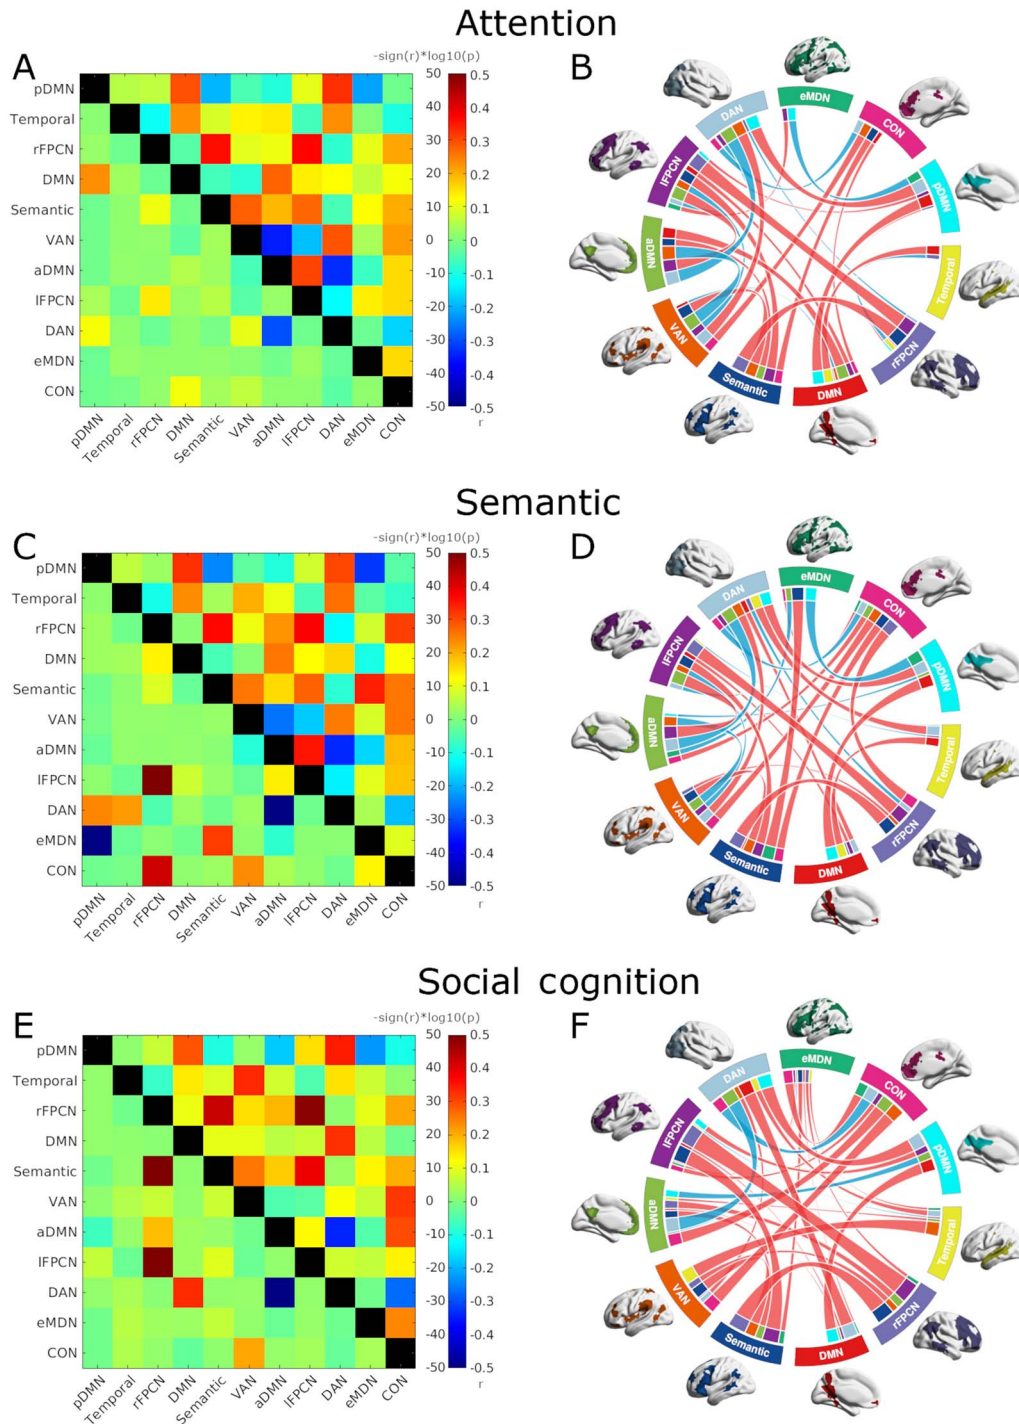 Attention
A
-sign(r)*log10(p)
B
pDMN
Temporal
rFPCN
DMN
Semantic
VAN
aDMN
lFPCN
DAN
eMDN
CON
50 0.5
40 0.4
30 0.3
20 0.2
10 0.1
0 0
-10 -0.1
-20 -0.2
-30 -0.3
-40 -0.4
-50 -0.5
r
pDMN Temporal rFPCN DMN Semantic VAN aDMN lFPCN DAN eMDN CON
DAN
eMDN
CON
lFPCN
pDMN
aDMN
Temporal
VAN
rFPCN
Semantic
DMN
Semantic
C
-sign(r)*log10(p)
D
pDMN
Temporal
rFPCN
DMN
Semantic
VAN
aDMN
lFPCN
DAN
eMDN
CON
50 0.5
40 0.4
30 0.3
20 0.2
10 0.1
0 0
-10 -0.1
-20 -0.2
-30 -0.3
-40 -0.4
-50 -0.5
r
pDMN Temporal rFPCN DMN Semantic VAN aDMN lFPCN DAN eMDN CON
DAN
eMDN
CON
lFPCN
pDMN
aDMN
Temporal
VAN
rFPCN
Semantic
DMN
Social cognition
E
-sign(r)*log10(p)
F
pDMN
Temporal
rFPCN
DMN
Semantic
VAN
aDMN
lFPCN
DAN
eMDN
CON
50 0.5
40 0.4
30 0.3
20 0.2
10 0.1
0 0
-10 -0.1
-20 -0.2
-30 -0.3
-40 -0.4
-50 -0.5
r
pDMN Temporal rFPCN DMN Semantic VAN aDMN lFPCN DAN eMDN CON
DAN
eMDN
CON
lFPCN
pDMN
aDMN
Temporal
VAN
rFPCN
Semantic
DMN